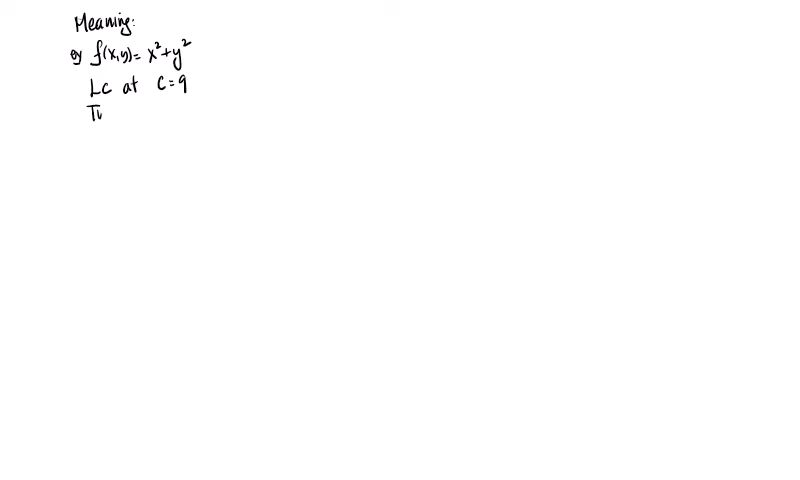 Meaning:
eg f(x,y) = x² + y²
Lc at c = 9